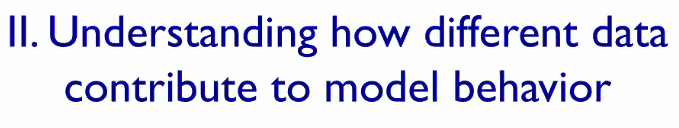 II. Understanding how different data
contribute to model behavior